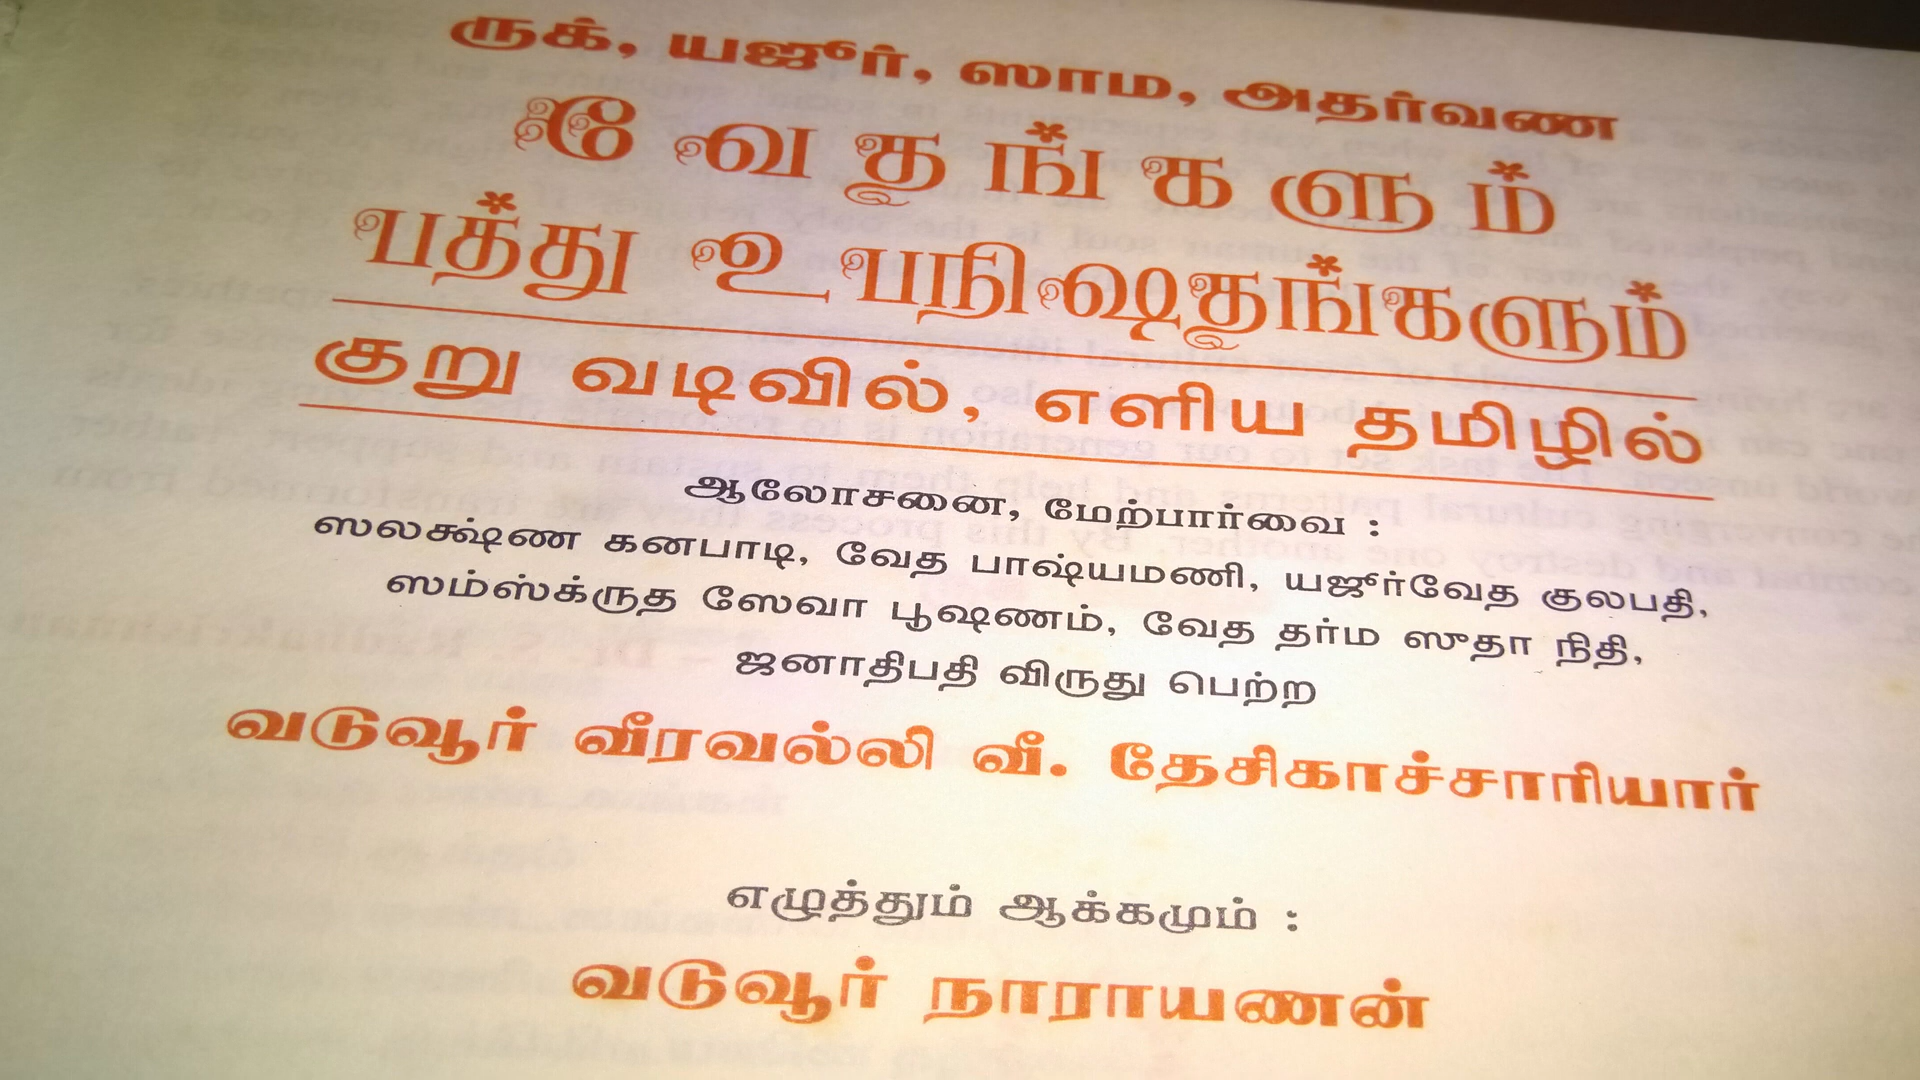 ருக், யஜூர், ஸாம, அதர்வண
வேதங்களும்
பத்து உபநிஷதங்களும்
குறு வடிவில், எளிய தமிழில்
ஆலோசனை, மேற்பார்வை :
ஸலக்ஷ்ண கனபாடி, வேத பாஷ்யமணி, யஜூர்வேத குலபதி,
ஸம்ஸ்க்ருத ஸேவா பூஷணம், வேத தர்ம ஸுதா நிதி,
ஜனாதிபதி விருது பெற்ற
வடுவூர் வீரவல்லி வீ. தேசிகாச்சாரியார்
எழுத்தும் ஆக்கமும் :
வடுவூர் நாராயணன்